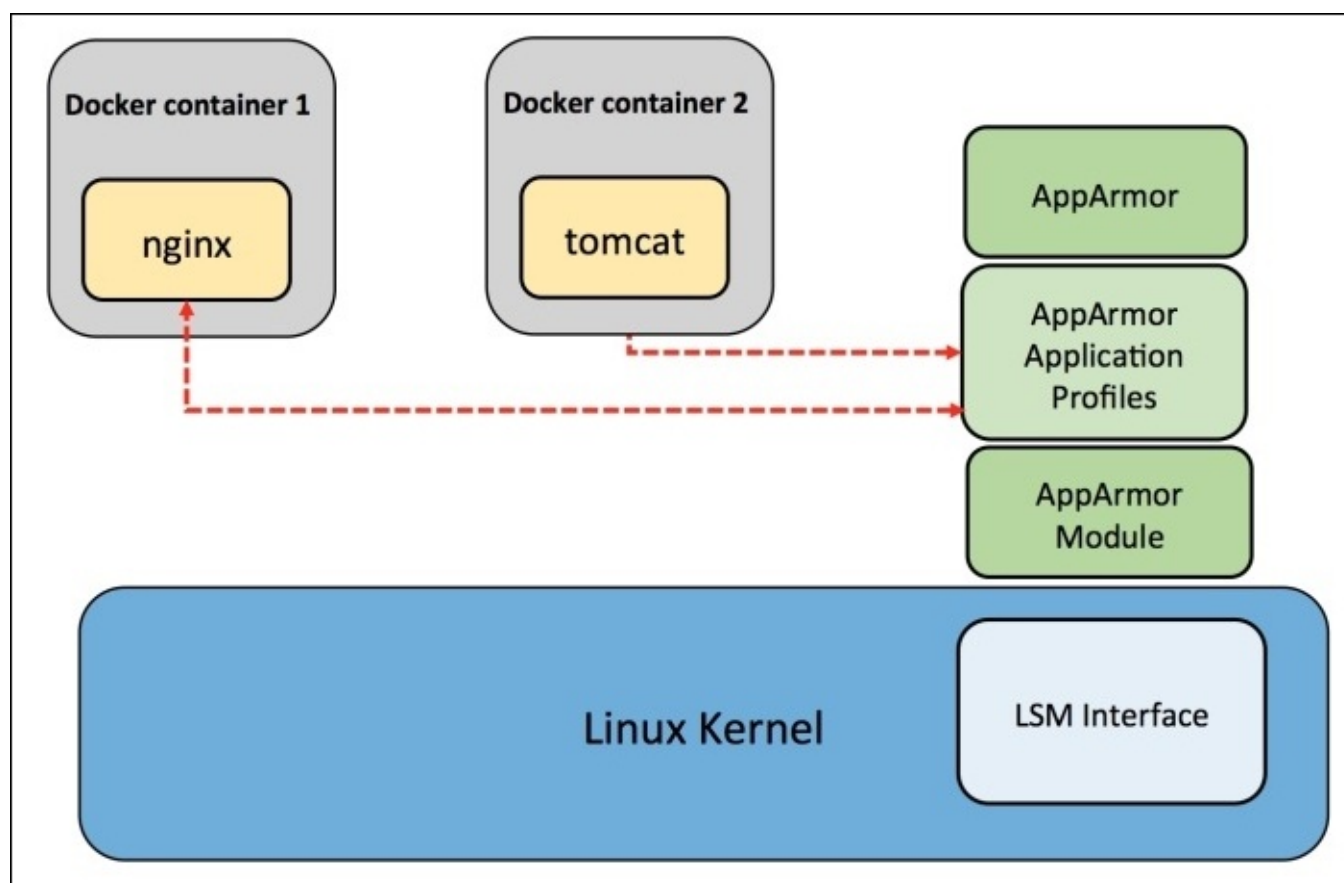 Docker container 1
nginx
Docker container 2
tomcat
AppArmor
AppArmor
Application
Profiles
AppArmor
Module
Linux Kernel
LSM Interface